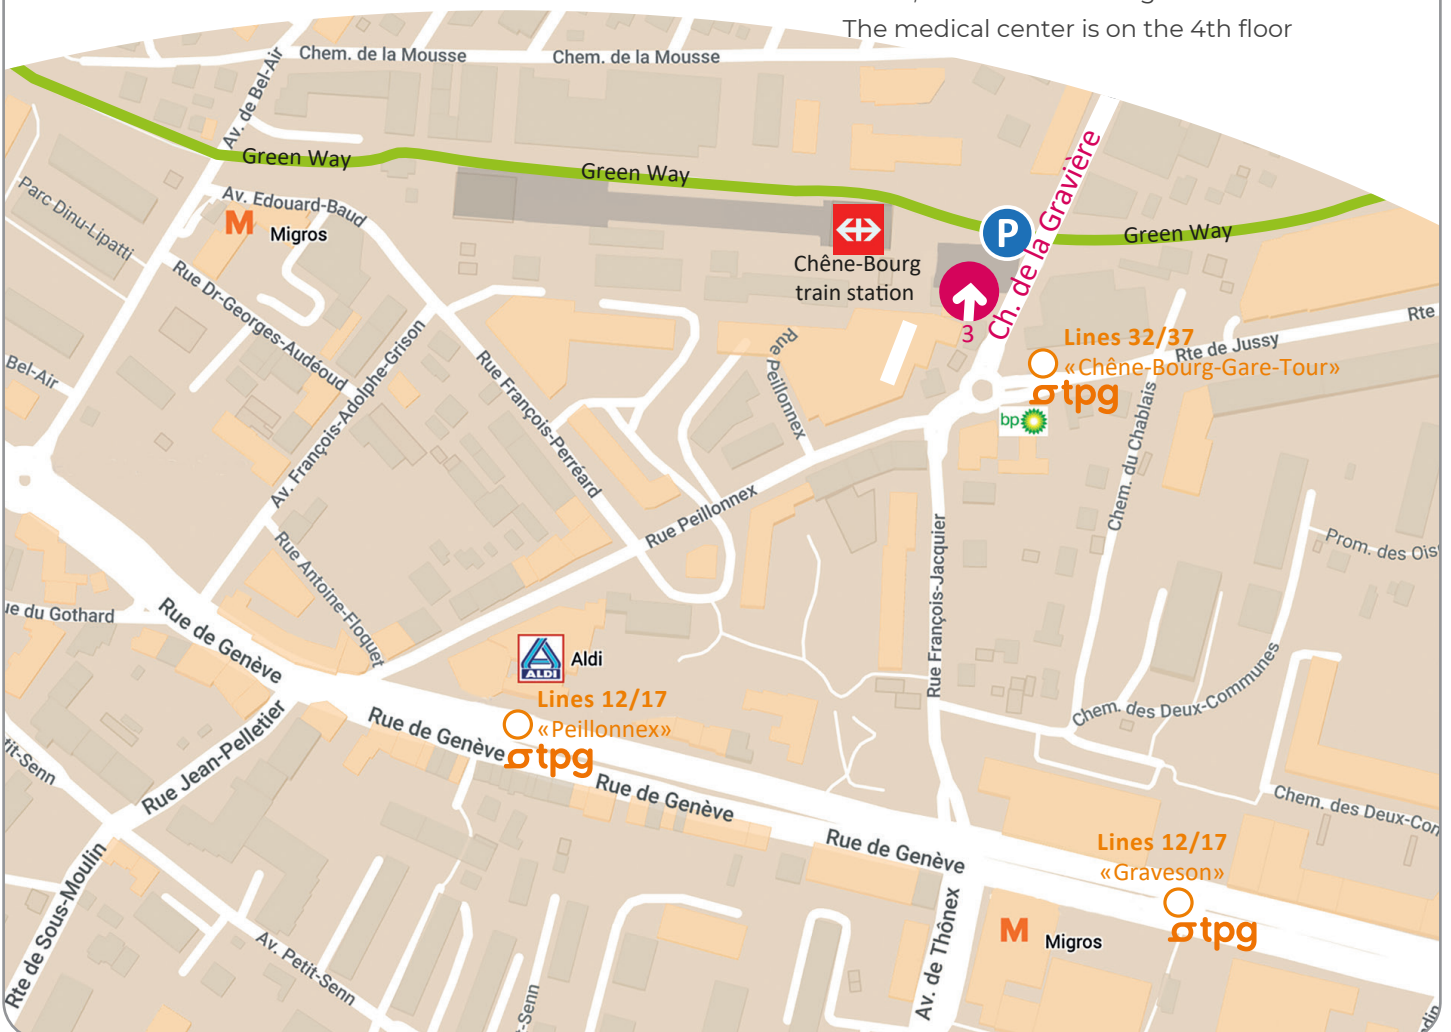 The medical center is on the 4th floor
Chem. de la Mousse
Chem. de la Mousse
Av. de Bel-Air
Green Way
Green Way
Green Way
Ch. de la Gravière
P
Parc Dinu-Lipatti
Av. Edouard-Baud
M
Migros
Chêne-Bourg
train station
3
Rue Dr-Georges-Audéoud
Av. François-Adolphe-Grison
Rue François-Perréard
Rue Peillonnex
Lines 32/37
«Chêne-Bourg-Gare-Tour»
tpg
Rte de Jussy
Rte
bp
Bel-Air
Chem. du Chablais
Rue Peillonnex
Rue François-Jacquier
Prom. des Ois
Rue Antoine-Floquet
ue du Gothard
Rue de Genève
ALDI
Aldi
Lines 12/17
«Peillonnex»
tpg
Chem. des Deux-Communes
Rue de Genève
Rue Jean-Pelletier
tit-Senn
Rue de Genève
Chem. des Deux-Con
Rue de Genève
Lines 12/17
«Graveson»
tpg
Rte de Sous-Moulin
Av. de Thônex
M
Migros
Av. Petit-Senn
-Senn
din